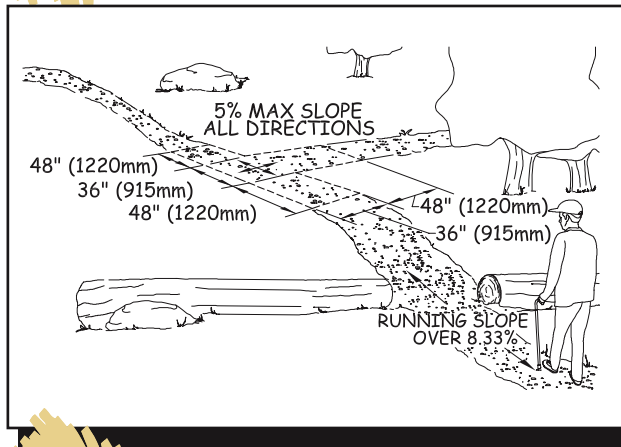 5% MAX SLOPE
ALL DIRECTIONS
48" (1220mm)
36" (915mm)
48" (1220mm)
48" (1220mm)
36" (915mm)
RUNNING SLOPE
OVER 8.33%